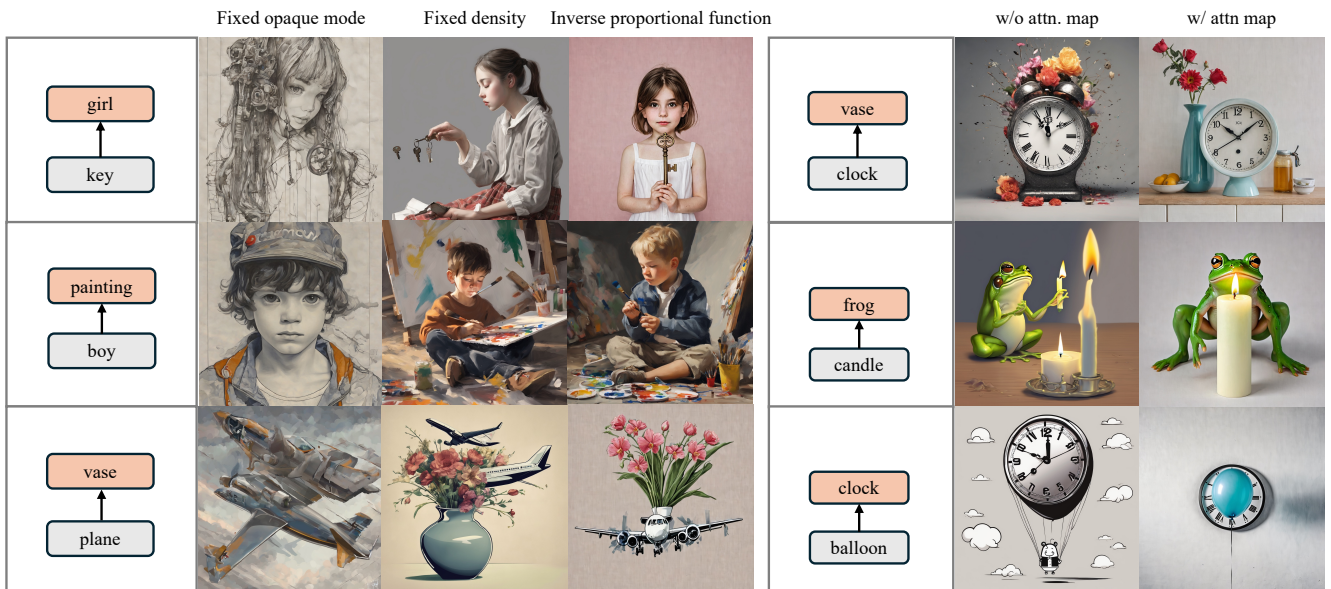 Fixed opaque mode Fixed density Inverse proportional function w/o attn. map w/ attn map
girl
key
vase
clock
painting
boy
frog
candle
vase
plane
clock
balloon